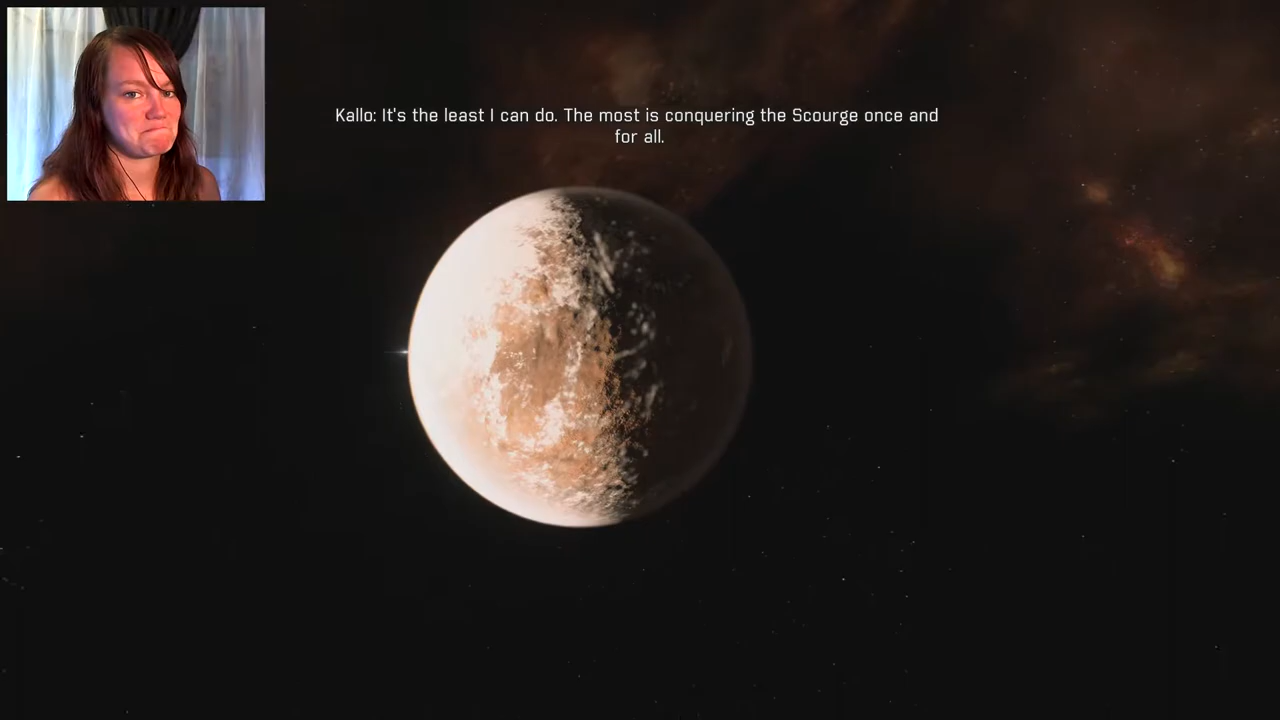 Kallo: It's the least I can do. The most is conquering the Scourge once and
for all.